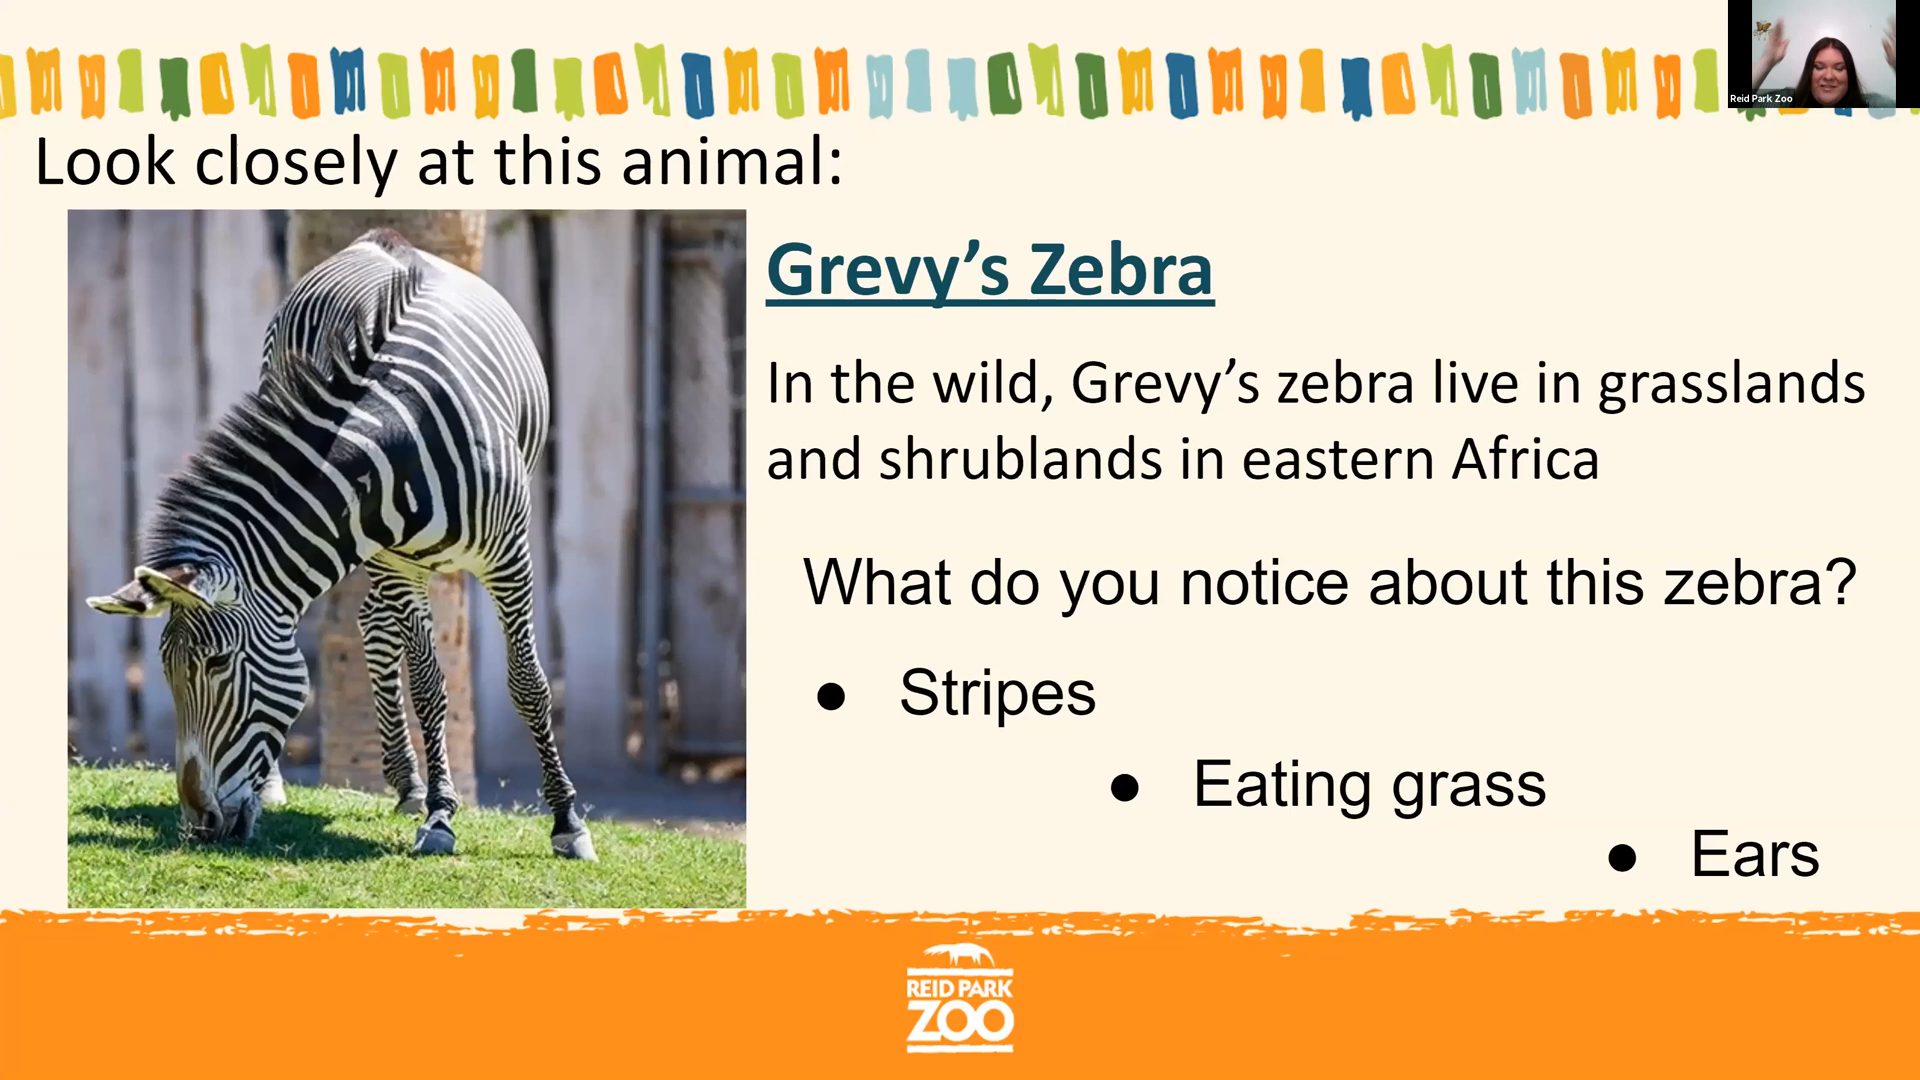 Reid Park Zoo
Look closely at this animal:
Grevy’s Zebra
In the wild, Grevy’s zebra live in grasslands
and shrublands in eastern Africa
What do you notice about this zebra?
● Stripes
● Eating grass
● Ears
REID PARK
ZOO